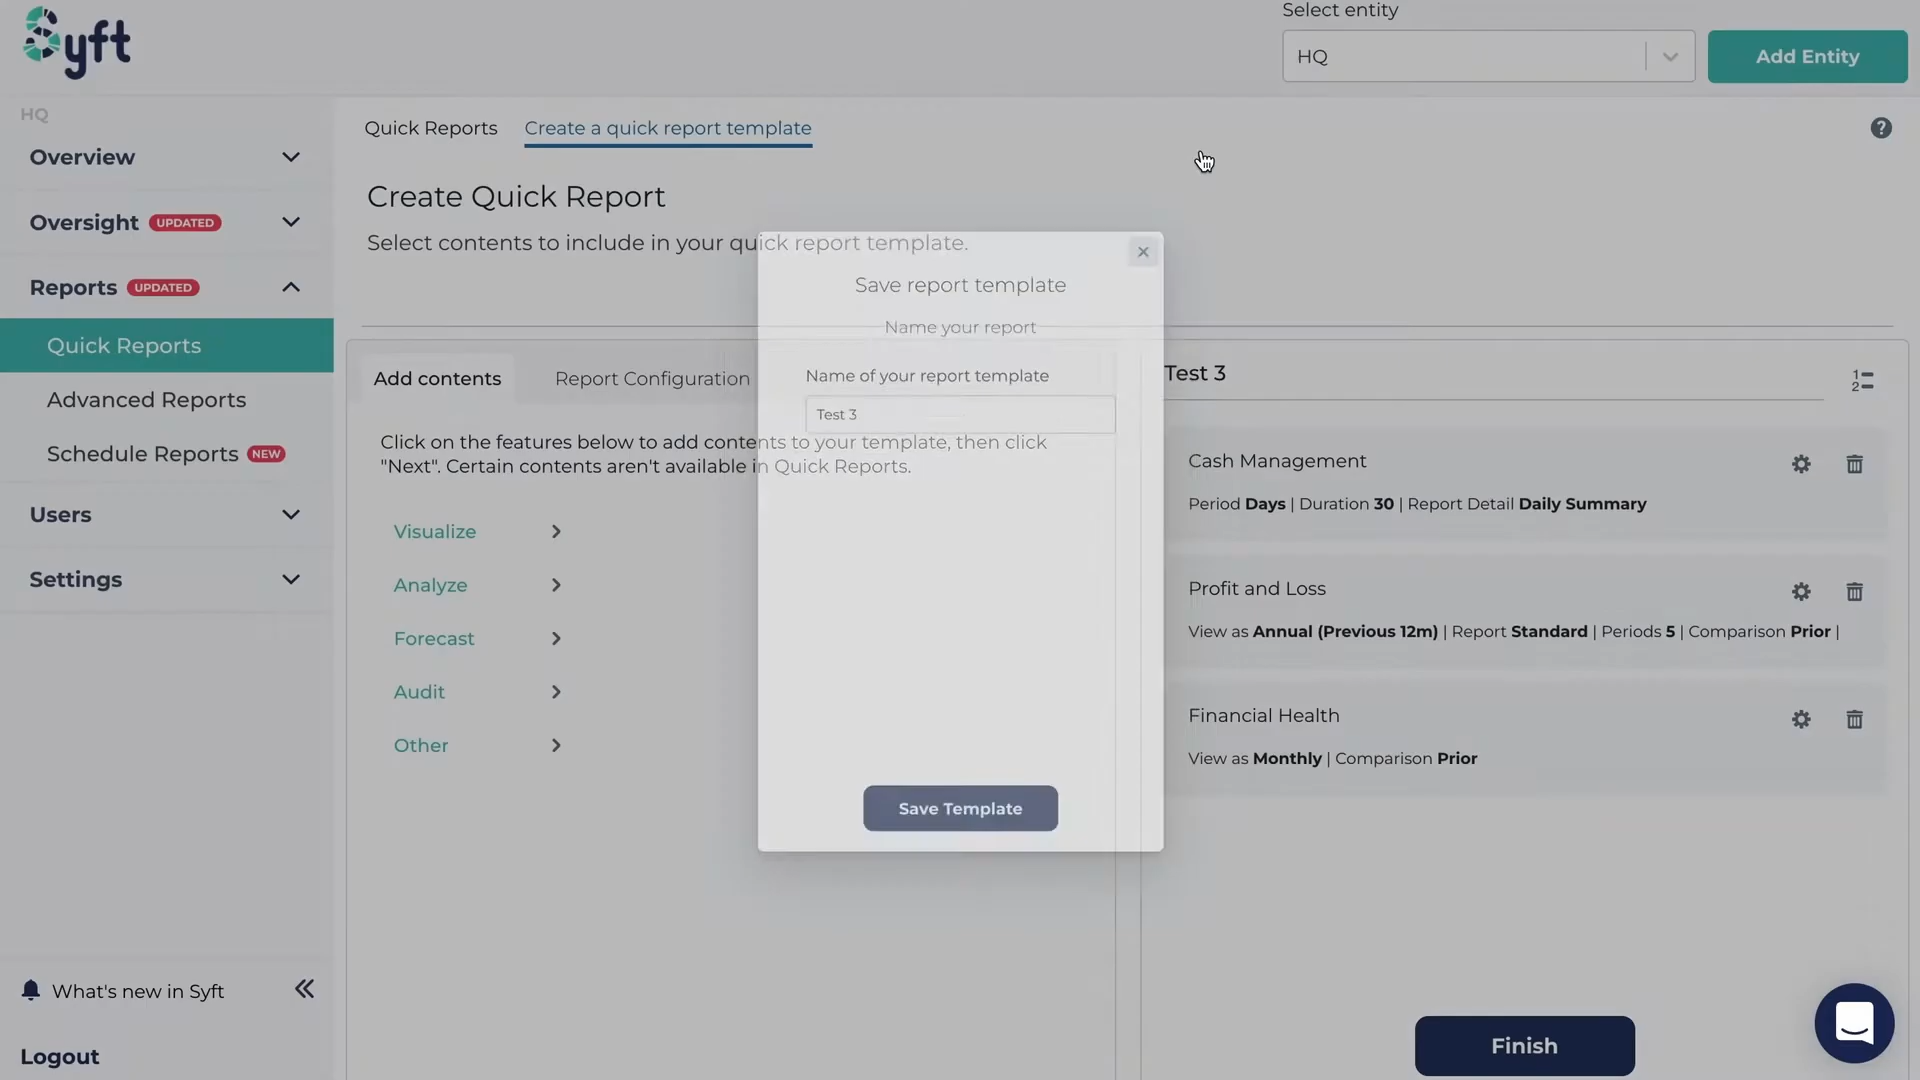 Syft
Select entity
HQ
Add Entity
HQ
Overview
Oversight UPDATED
Reports UPDATED
Quick Reports
Advanced Reports
Schedule Reports NEW
Users
Settings
What's new in Syft
Logout
Quick Reports
Create a quick report template
Create Quick Report
Select contents to include in your quick report template.
Add contents
Report Configuration
Click on the features below to add contents to your template, then click
"Next". Certain contents aren't available in Quick Reports.
Visualize
Analyze
Forecast
Audit
Other
Save report template
Name your report
Name of your report template
Test 3
Save Template
Test 3
Cash Management
Period Days | Duration 30 | Report Detail Daily Summary
Profit and Loss
View as Annual (Previous 12m) | Report Standard | Periods 5 | Comparison Prior |
Financial Health
View as Monthly | Comparison Prior
Finish